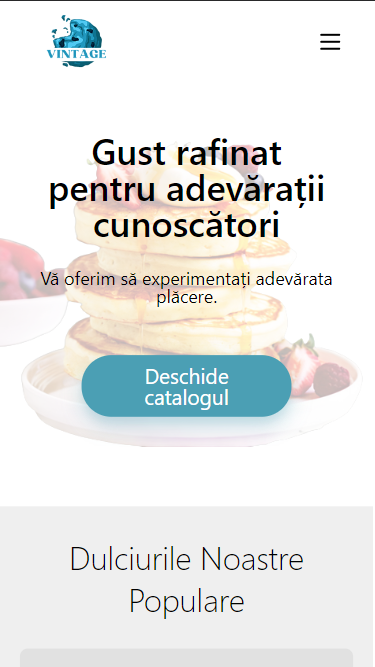 VINTAGE
Gust rafinat
pentru adevărații
cunoscători
Vă oferim să experimentați adevărata
plăcere.
Deschide
catalogul
Dulciurile Noastre
Populare